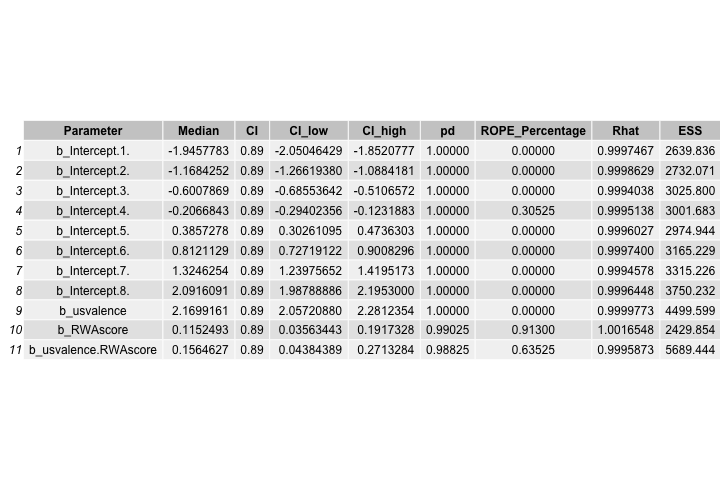 Parameter Median CI CI_low CI_high pd ROPE_Percentage Rhat ESS
1 b_Intercept.1. -1.9457783 0.89 -2.05046429 -1.8520777 1.00000 0.00000 0.9997467 2639.836
2 b_Intercept.2. -1.1684252 0.89 -1.26619380 -1.0884181 1.00000 0.00000 0.9998629 2732.071
3 b_Intercept.3. -0.6007869 0.89 -0.68553642 -0.5106572 1.00000 0.00000 0.9994038 3025.800
4 b_Intercept.4. -0.2066843 0.89 -0.29402356 -0.1231883 1.00000 0.30525 0.9995138 3001.683
5 b_Intercept.5. 0.3857278 0.89 0.30261095 0.4736303 1.00000 0.00000 0.9996027 2974.944
6 b_Intercept.6. 0.8121129 0.89 0.72719122 0.9008296 1.00000 0.00000 0.9997400 3165.229
7 b_Intercept.7. 1.3246254 0.89 1.23975652 1.4195173 1.00000 0.00000 0.9994578 3315.226
8 b_Intercept.8. 2.0916091 0.89 1.98788886 2.1953000 1.00000 0.00000 0.9996448 3750.232
9 b_usvalence 2.1699161 0.89 2.05720880 2.2812354 1.00000 0.00000 0.9999773 4499.599
10 b_RWAscore 0.1152493 0.89 0.03563443 0.1917328 0.99025 0.91300 1.0016548 2429.854
11 b_usvalence.RWAscore 0.1564627 0.89 0.04384389 0.2713284 0.98825 0.63525 0.9995873 5689.444